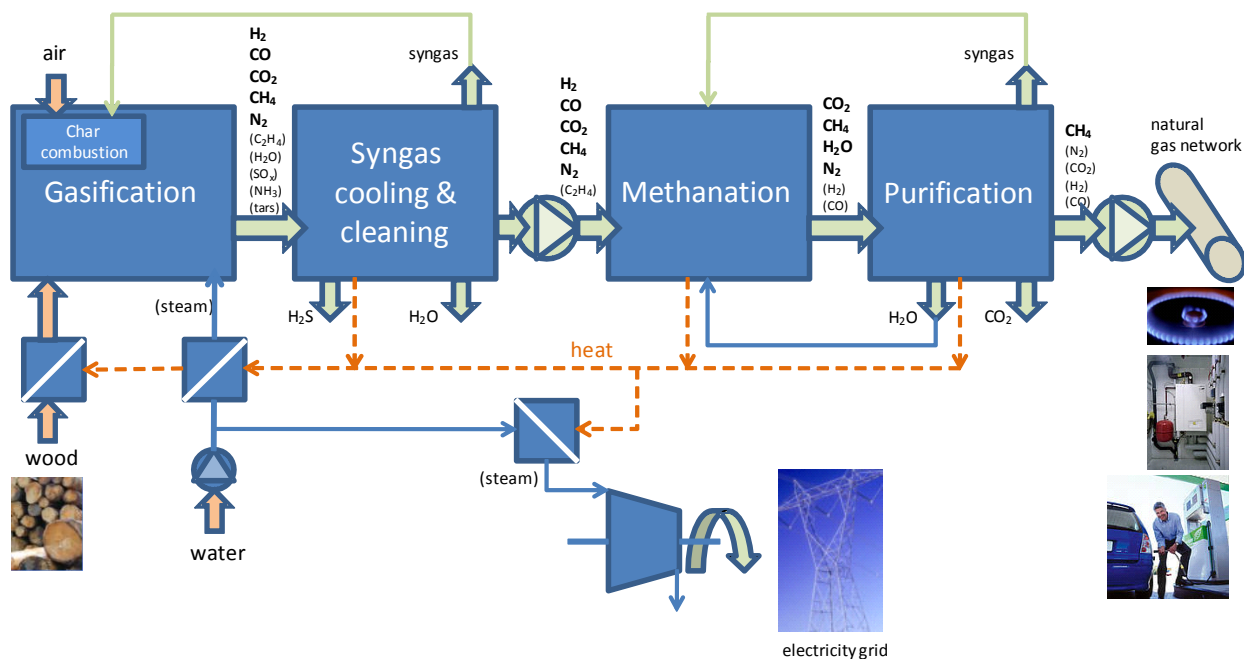 air
Char
combustion
Gasification
H₂
CO
CO₂
CH₄
N₂
(C₂H₄)
(H₂O)
(SOₓ)
(NH₃)
(tars)
syngas
Syngas
cooling &
cleaning
H₂
CO
CO₂
CH₄
N₂
(C₂H₄)
Methanation
CO₂
CH₄
H₂O
N₂
(H₂)
(CO)
syngas
Purification
CH₄
(N₂)
(CO₂)
(H₂)
(CO)
natural
gas network
(steam)
H₂S
H₂O
H₂O
CO₂
heat
wood
water
(steam)
electricity grid